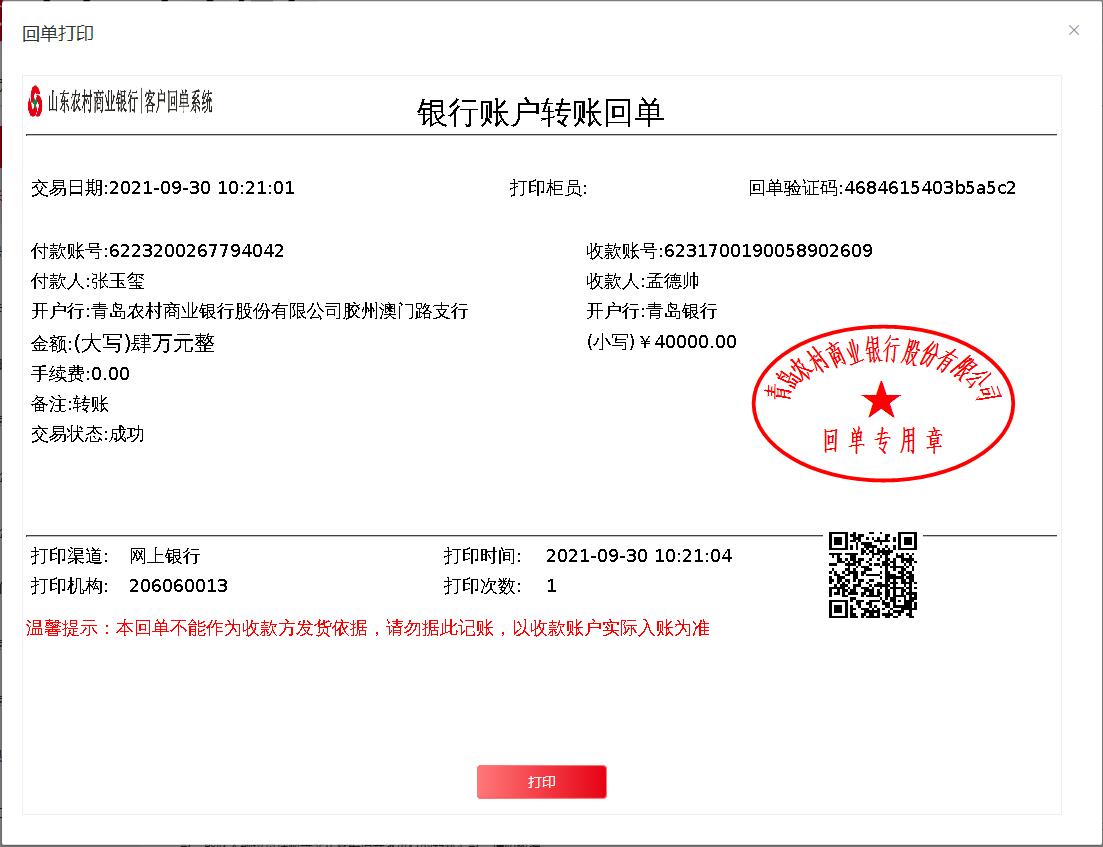 回单打印
山东农村商业银行|客户回单系统
银行账户转账回单
交易日期:2021-09-30 10:21:01 打印柜员: 回单验证码:4684615403b5a5c2
付款账号:6223200267794042 收款账号:6231700190058902609
付款人:张玉玺 收款人:孟德帅
开户行:青岛农村商业银行股份有限公司胶州澳门路支行 开户行:青岛银行
金额:(大写)肆万元整 (小写)￥40000.00
手续费:0.00
备注:转账
交易状态:成功
青岛农村商业银行股份有限公司
回单专用章
打印渠道: 网上银行 打印时间: 2021-09-30 10:21:04
打印机构: 206060013 打印次数: 1
温馨提示：本回单不能作为收款方发货依据，请勿据此记账，以收款账户实际入账为准
打印